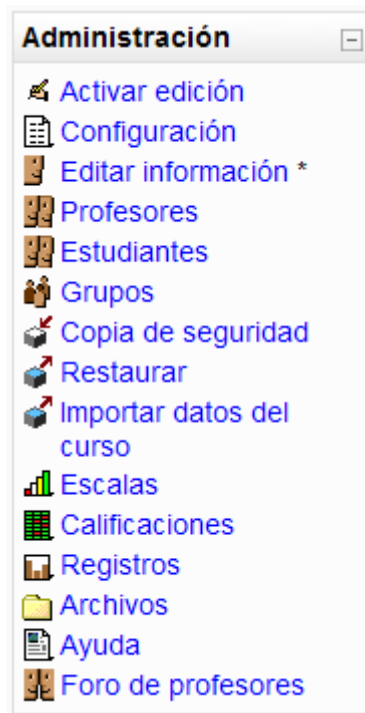 Administración
Activar edición
Configuración
Editar información *
Profesores
Estudiantes
Grupos
Copia de seguridad
Restaurar
Importar datos del
curso
Escalas
Calificaciones
Registros
Archivos
Ayuda
Foro de profesores